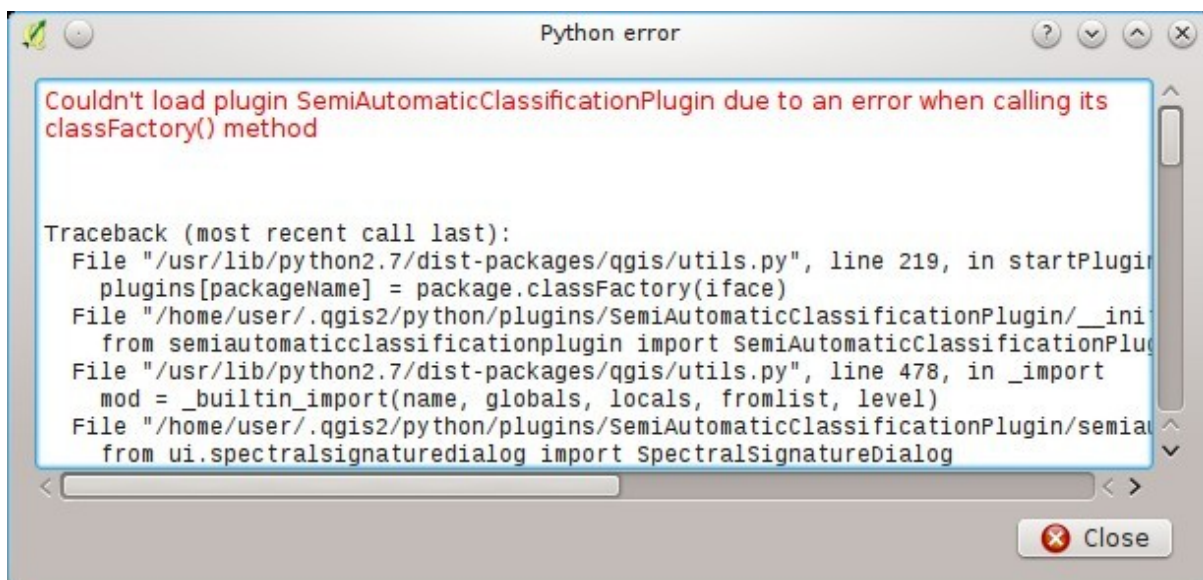 Python error
Couldn't load plugin SemiAutomaticClassificationPlugin due to an error when calling its
classFactory() method
Traceback (most recent call last):
File "/usr/lib/python2.7/dist-packages/qgis/utils.py", line 219, in startPlugin
plugins[packageName] = package.classFactory(iface)
File "/home/user/.qgis2/python/plugins/SemiAutomaticClassificationPlugin/__ini
from semiautomaticclassificationplugin import SemiAutomaticClassificationPlug
File "/usr/lib/python2.7/dist-packages/qgis/utils.py", line 478, in _import
mod = _builtin_import(name, globals, locals, fromlist, level)
File "/home/user/.qgis2/python/plugins/SemiAutomaticClassificationPlugin/semiau
from ui.spectralsignaturedialog import SpectralSignatureDialog
Close